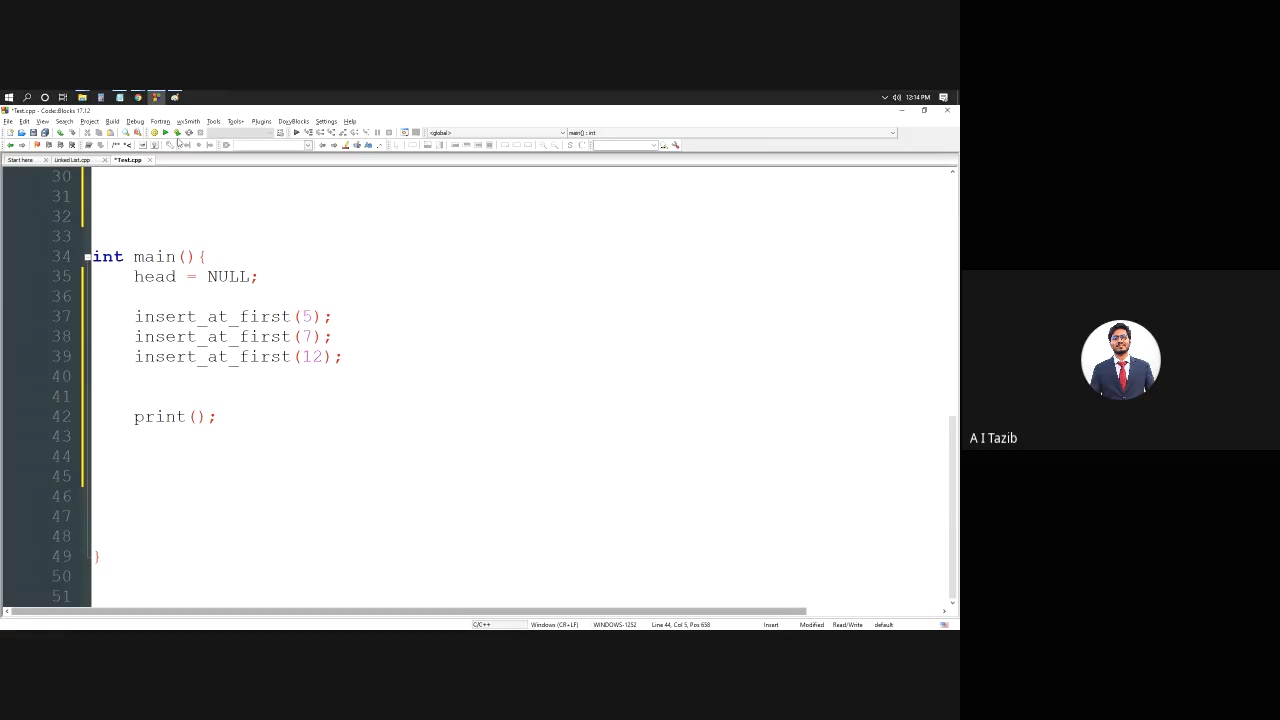 12:14 PM
*Test.cpp - Code::Blocks 17.12
File Edit View Search Project Build Debug Fortran wxSmith Tools Tools+ Plugins DoxyBlocks Settings Help
<global>
main() : int
Start here
Linked List.cpp
*Test.cpp
30
31
32
33
34 int main(){
35 head = NULL;
36
37 insert_at_first(5);
38 insert_at_first(7);
39 insert_at_first(12);
40
41
42 print();
43
44
45
46
47
48
49 }
50
51
C/C++ Windows (CR+LF) WINDOWS-1252 Line 44, Col 5, Pos 658 Insert Modified Read/Write default
A I Tazib